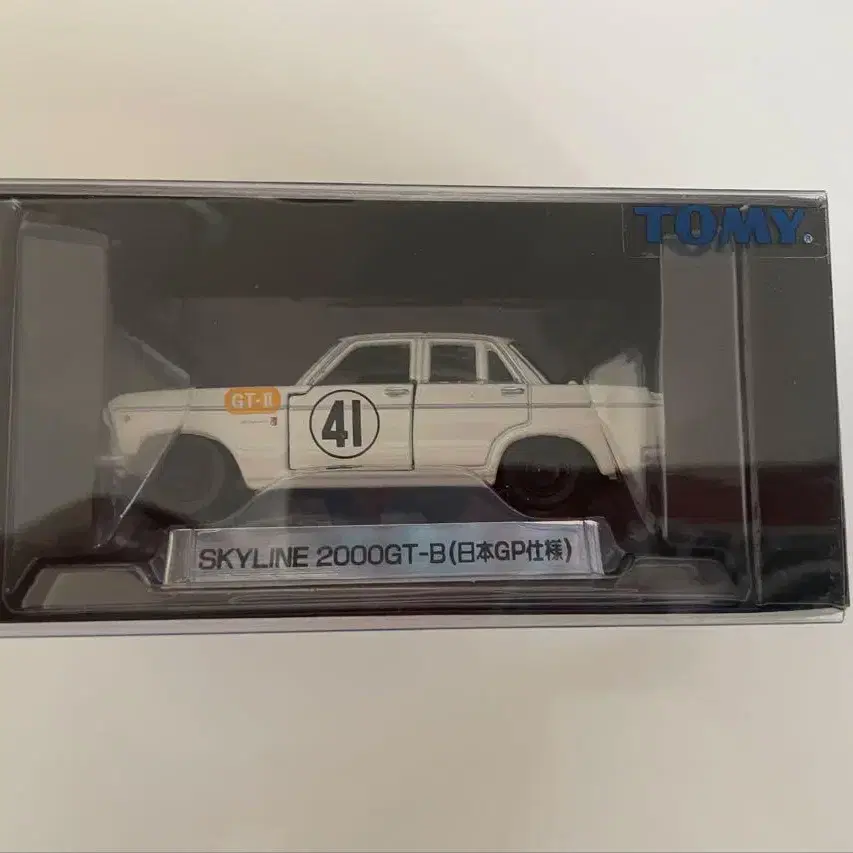 TOMY®
GT-II
41
SKYLINE 2000GT-B(日本GP仕様)